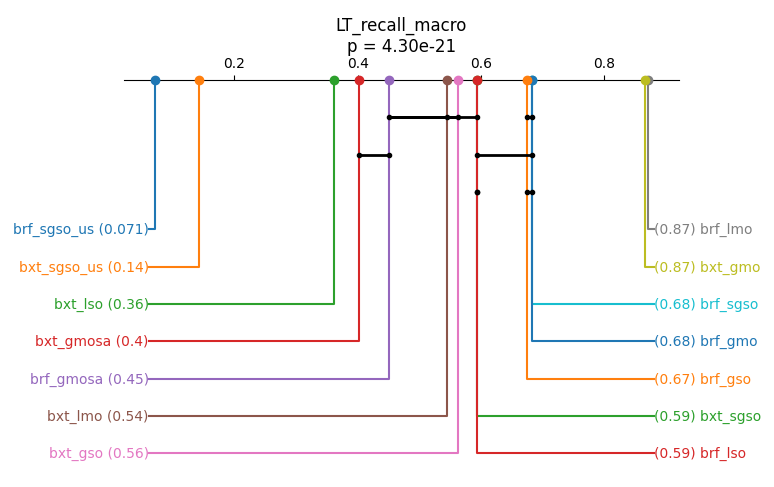 LT_recall_macro
p = 4.30e-21
0.2 0.4 0.6 0.8
brf_sgso_us (0.071) (0.87) brf_lmo
bxt_sgso_us (0.14) (0.87) bxt_gmo
bxt_lso (0.36) (0.68) brf_sgso
bxt_gmosa (0.4) (0.68) brf_gmo
brf_gmosa (0.45) (0.67) brf_gso
bxt_lmo (0.54) (0.59) bxt_sgso
bxt_gso (0.56) (0.59) brf_lso